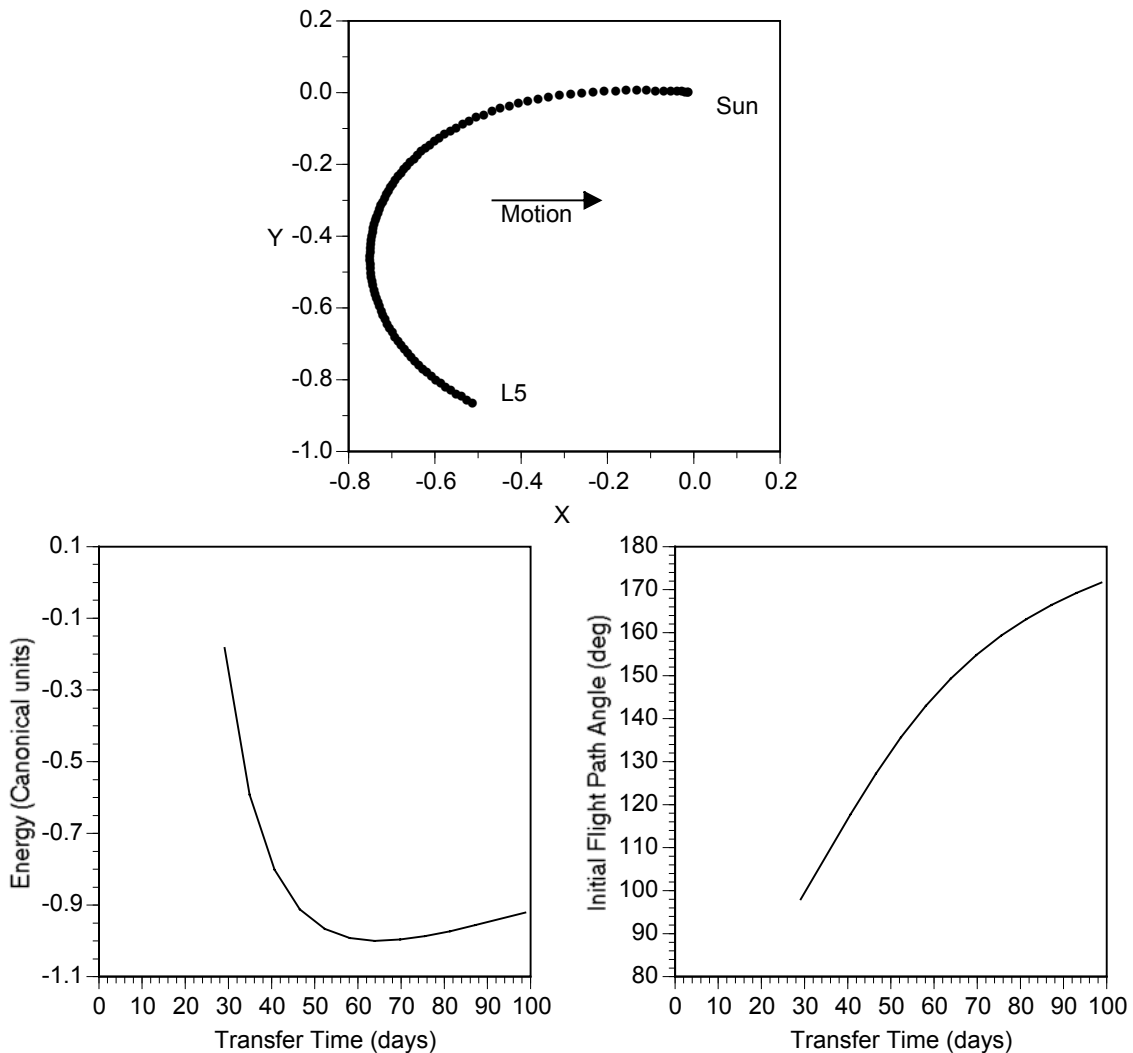 0.2
0.0
Sun
-0.2
Motion
Y
-0.4
-0.6
-0.8
L5
-1.0
-0.8 -0.6 -0.4 -0.2 0.0 0.2
X
0.1
-0.1
-0.3
-0.5
-0.7
-0.9
-1.1
Energy (Canonical units)
0 10 20 30 40 50 60 70 80 90 100
Transfer Time (days)
180
170
160
150
140
130
120
110
100
90
80
Initial Flight Path Angle (deg)
0 10 20 30 40 50 60 70 80 90 100
Transfer Time (days)